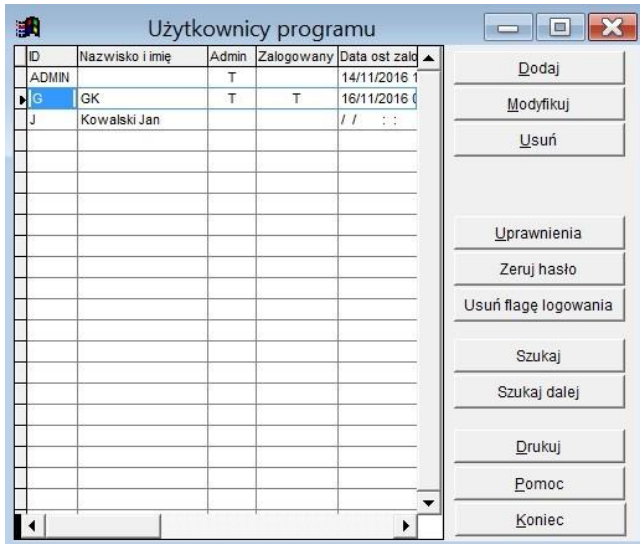 Użytkownicy programu
ID Nazwisko i imię Admin Zalogowany Data ost zalo
ADMIN T 14/11/2016 1
G GK T T 16/11/2016 0
J Kowalski Jan / / : :
Dodaj
Modyfikuj
Usuń
Uprawnienia
Zeruj hasło
Usuń flagę logowania
Szukaj
Szukaj dalej
Drukuj
Pomoc
Koniec